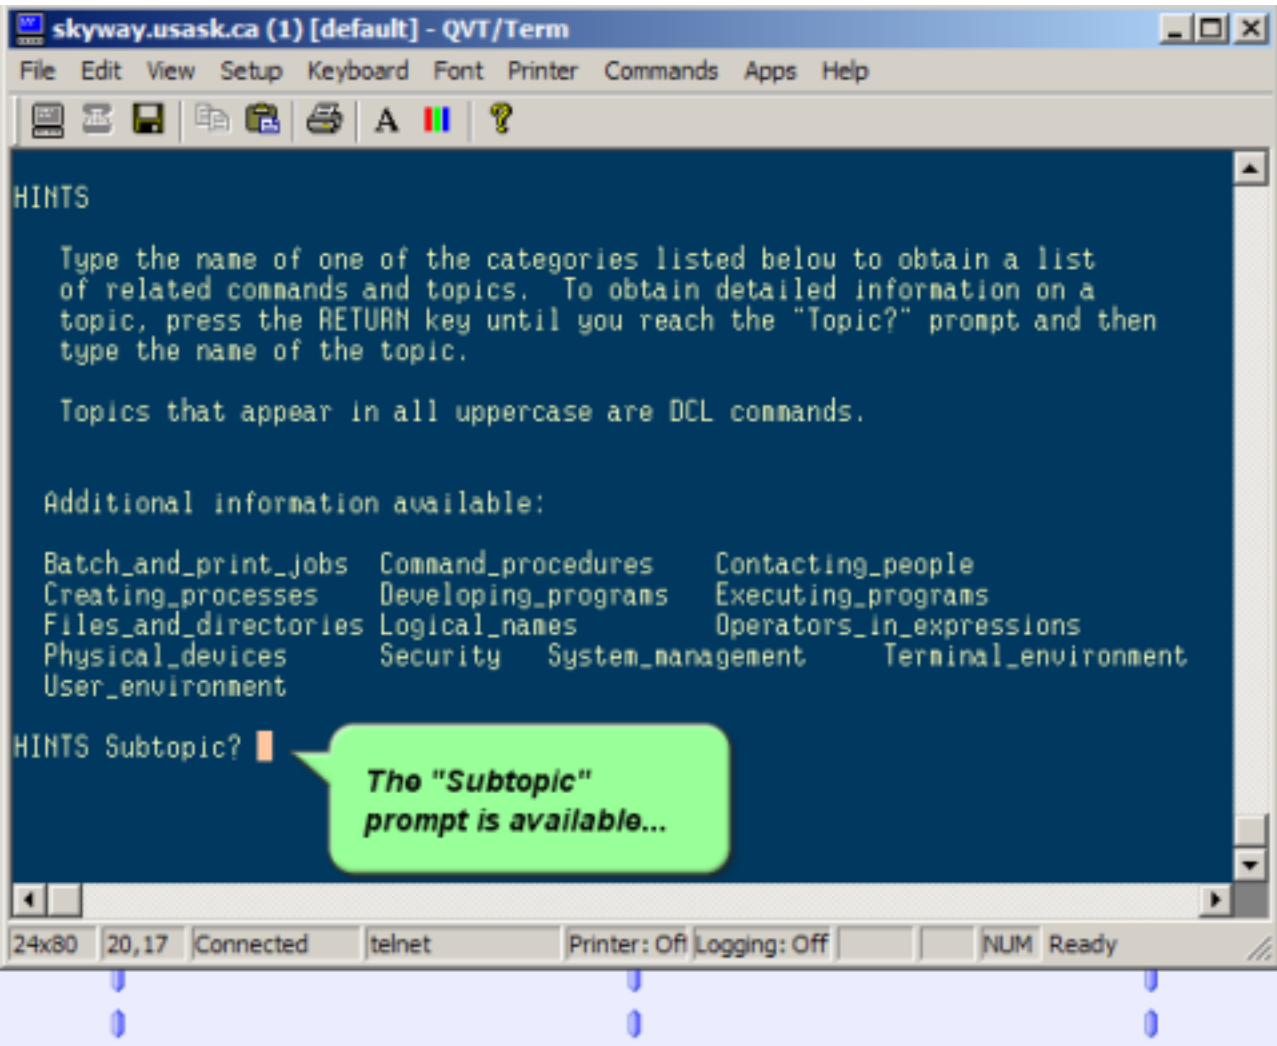 skyway.usask.ca (1) [default] - QVT/Term
File Edit View Setup Keyboard Font Printer Commands Apps Help
A
HINTS
Type the name of one of the categories listed below to obtain a list
of related commands and topics. To obtain detailed information on a
topic, press the RETURN key until you reach the "Topic?" prompt and then
type the name of the topic.
Topics that appear in all uppercase are DCL commands.
Additional information available:
Batch_and_print_jobs Command_procedures Contacting_people
Creating_processes Developing_programs Executing_programs
Files_and_directories Logical_names Operators_in_expressions
Physical_devices Security System_management Terminal_environment
User_environment
HINTS Subtopic?
The "Subtopic"
prompt is available...
24x80 20,17 Connected telnet Printer: Off Logging: Off NUM Ready